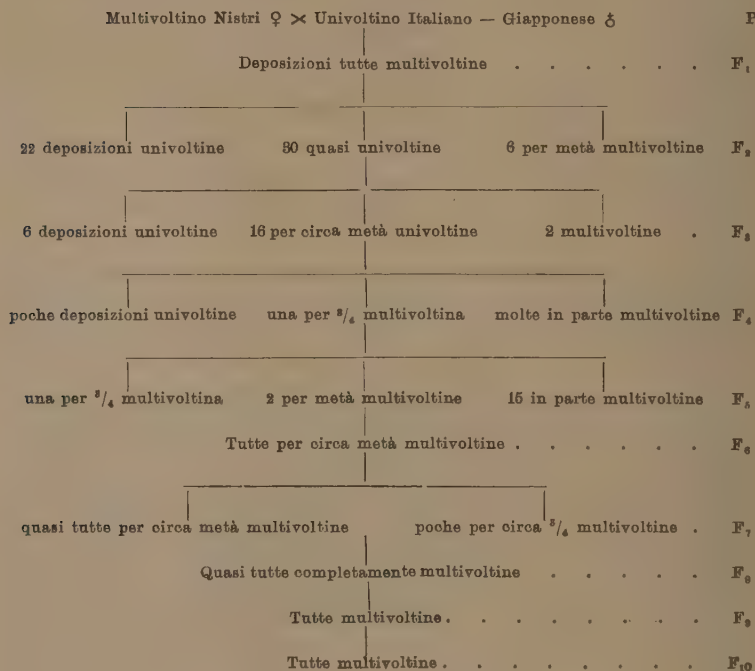 Multivoltino Nistri ♀ × Univoltino Italiano — Giapponese ♂ P
Deposizioni tutte multivoltine . . . . . . F₁
22 deposizioni univoltine 30 quasi univoltine 6 per metà multivoltine F₂
6 deposizioni univoltine 16 per circa metà univoltine 2 multivoltine . F₃
poche deposizioni univoltine una per ³/₄ multivoltina molte in parte multivoltine F₄
una per ³/₄ multivoltina 2 per metà multivoltine 15 in parte multivoltine F₅
Tutte per circa metà multivoltine . . . . . . F₆
quasi tutte per circa metà multivoltine poche per circa ³/₄ multivoltine . F₇
Quasi tutte completamente multivoltine . . . . . F₈
Tutte multivoltine . . . . . . . . F₉
Tutte multivoltine . . . . . . . . F₁₀